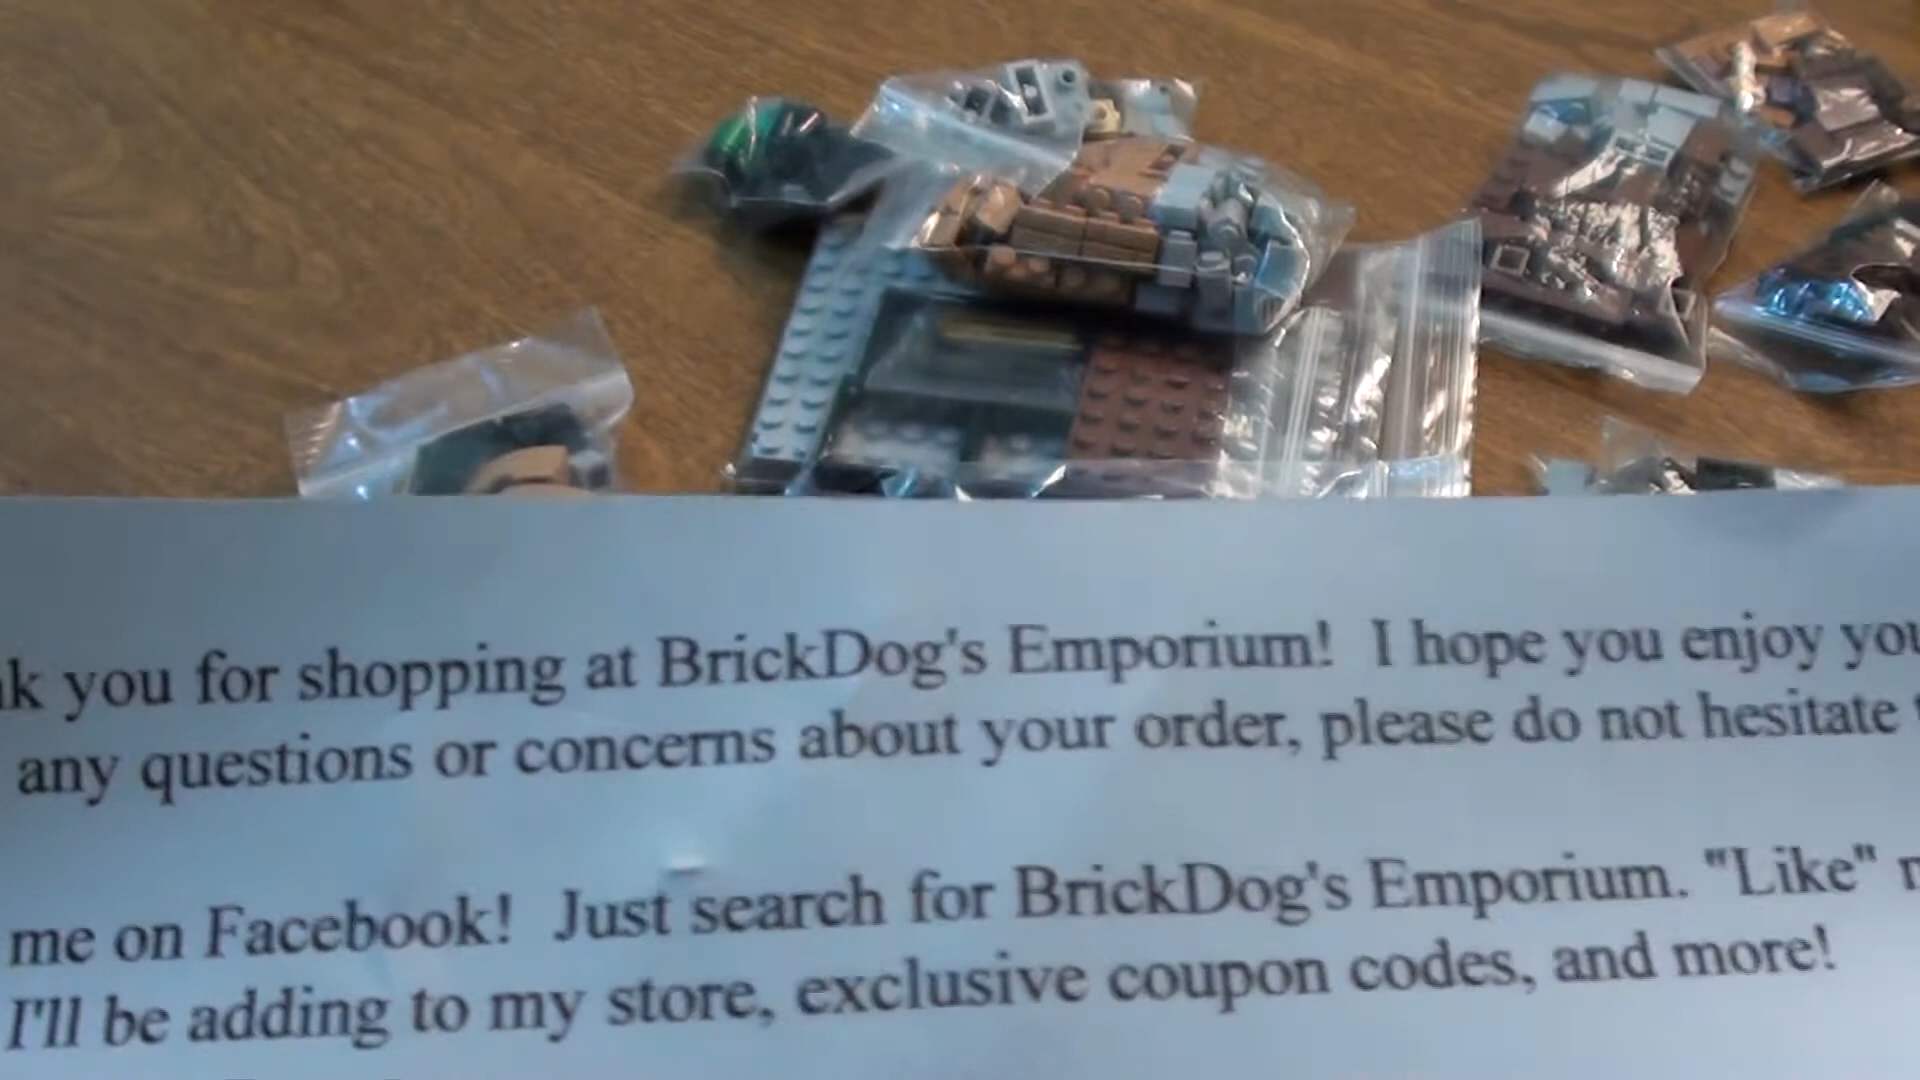 you for shopping at BrickDog's Emporium! I hope you enjoy
any questions or concerns about your order, please do not hesitate
me on Facebook! Just search for BrickDog's Emporium. "Like"
I'll be adding to my store, exclusive coupon codes, and more!